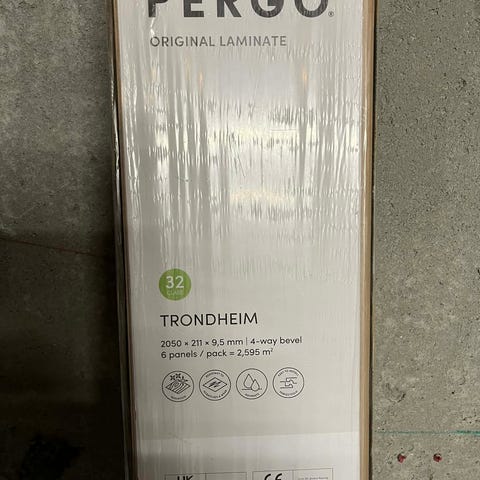 PERGO®
ORIGINAL LAMINATE
32
CLASS
TRONDHEIM
2050 × 211 × 9,5 mm | 4-way bevel
6 panels / pack = 2,595 m²
UK
CE